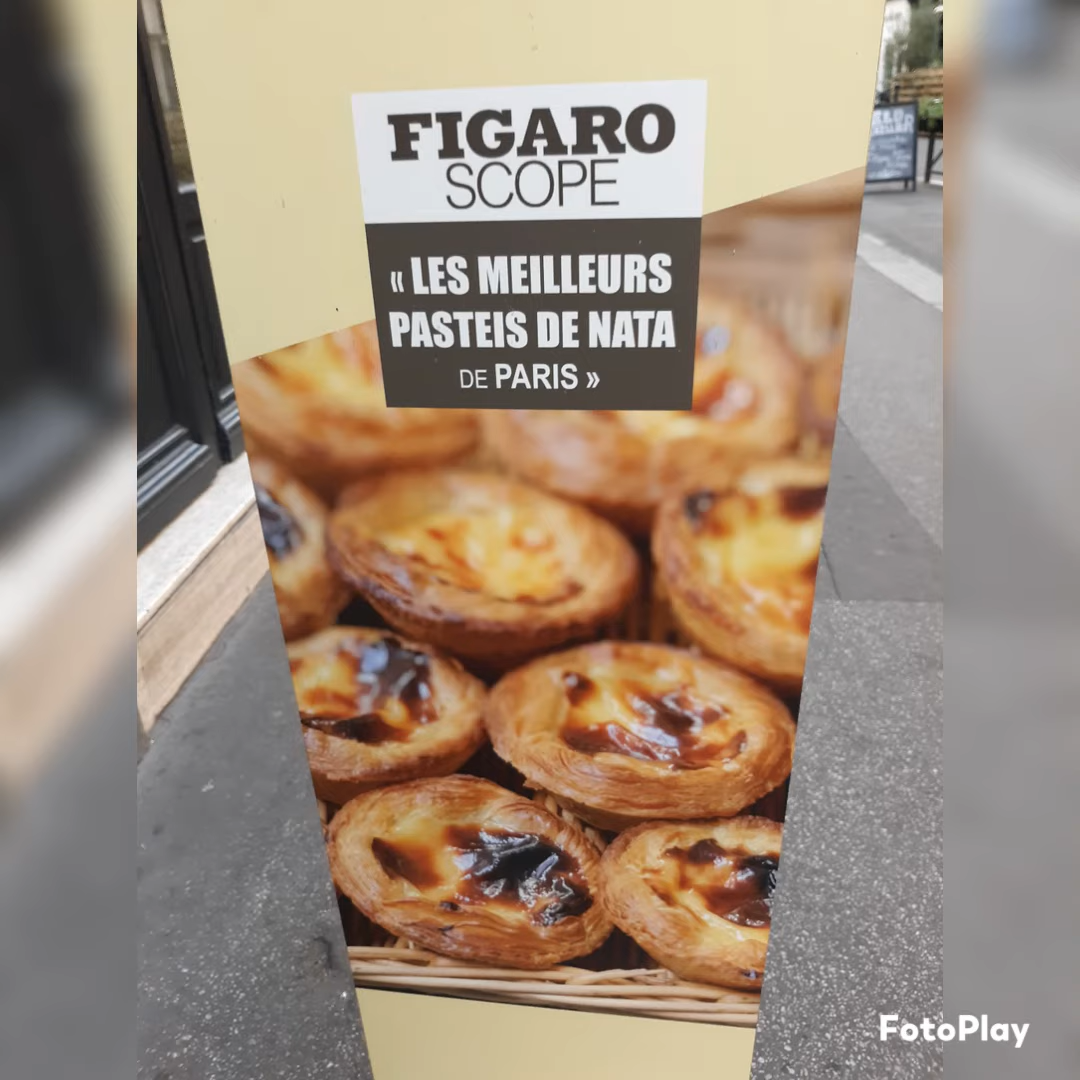 FIGARO
SCOPE
« LES MEILLEURS
PASTEIS DE NATA
DE PARIS »
FotoPlay